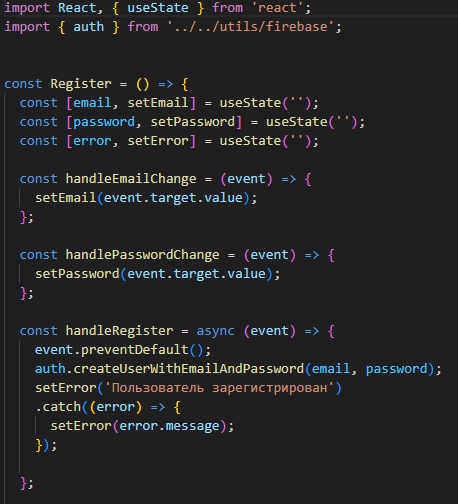 import React, { useState } from 'react';
import { auth } from '../../utils/firebase';
const Register = () => {
const [email, setEmail] = useState('');
const [password, setPassword] = useState('');
const [error, setError] = useState('');
const handleEmailChange = (event) => {
setEmail(event.target.value);
};
const handlePasswordChange = (event) => {
setPassword(event.target.value);
};
const handleRegister = async (event) => {
event.preventDefault();
auth.createUserWithEmailAndPassword(email, password);
setError('Пользователь зарегистрирован')
.catch((error) => {
setError(error.message);
});
};